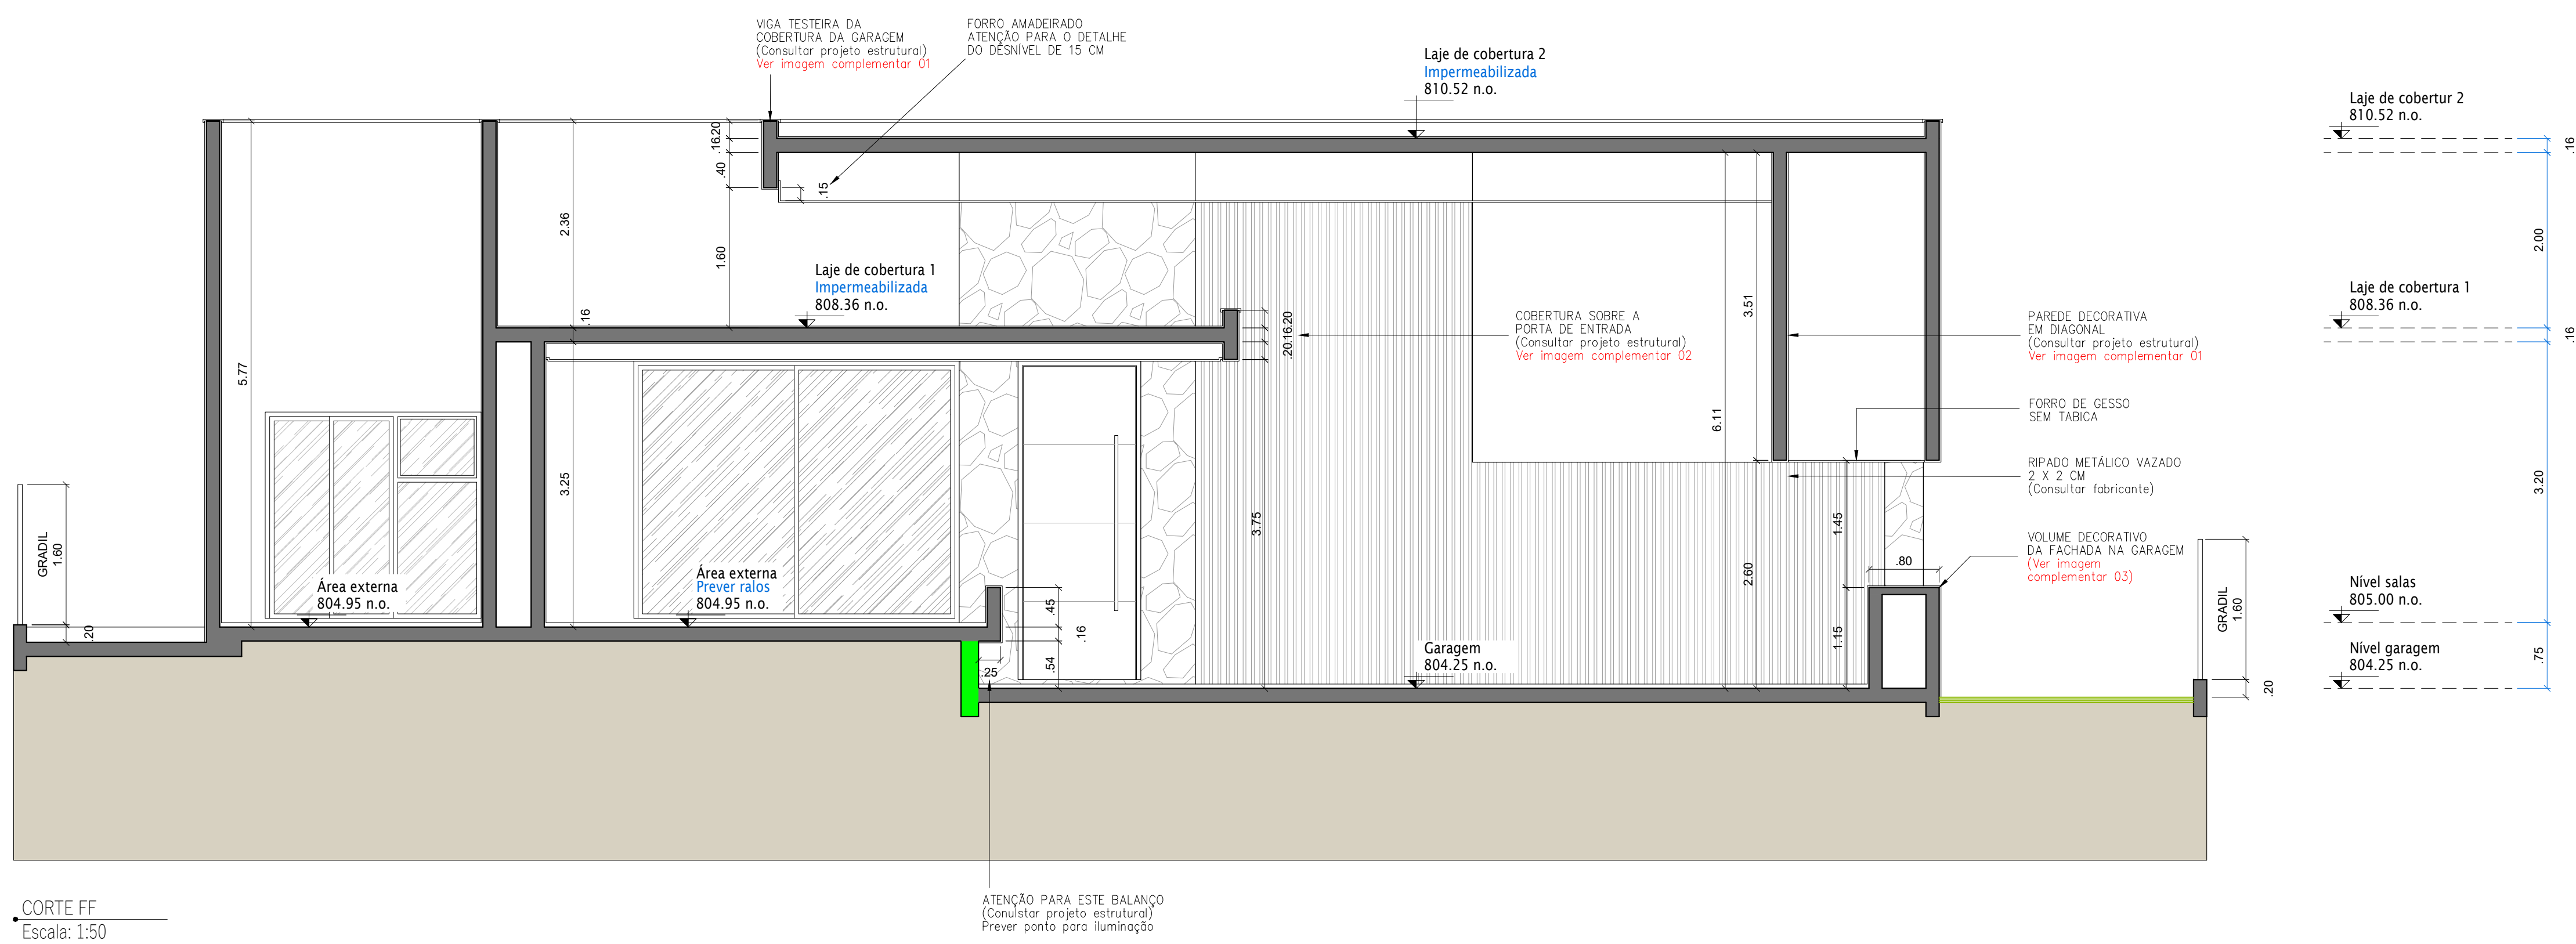 VIGA TESTEIRA DA
COBERTURA DA GARAGEM
(Consultar projeto estrutural)
Ver imagem complementar 01
FORRO AMADEIRADO
ATENÇÃO PARA O DETALHE
DO DESNÍVEL DE 15 CM
Laje de cobertura 2
Impermeabilizada
810.52 n.o.
Laje de cobertur 2
810.52 n.o.
.20
.16
.40
.15
.16
2.36
1.60
2.00
Laje de cobertura 1
Impermeabilizada
808.36 n.o.
.16
Laje de cobertura 1
808.36 n.o.
.16
3.51
.20
.16
.20
COBERTURA SOBRE A
PORTA DE ENTRADA
(Consultar projeto estrutural)
Ver imagem complementar 02
PAREDE DECORATIVA
EM DIAGONAL
(Consultar projeto estrutural)
Ver imagem complementar 01
5.77
6.11
FORRO DE GESSO
SEM TABICA
RIPADO METÁLICO VAZADO
2 X 2 CM
(Consultar fabricante)
3.25
3.20
3.75
1.45
GRADIL
1.60
VOLUME DECORATIVO
DA FACHADA NA GARAGEM
(Ver imagem
complementar 03)
.80
2.60
Área externa
804.95 n.o.
Área externa
Prever ralos
804.95 n.o.
Nível salas
805.00 n.o.
GRADIL
1.60
.45
.16
.20
1.15
.54
.25
Garagem
804.25 n.o.
Nível garagem
804.25 n.o.
.75
.20
ATENÇÃO PARA ESTE BALANÇO
(Conulstar projeto estrutural)
Prever ponto para iluminação
CORTE FF
Escala: 1:50